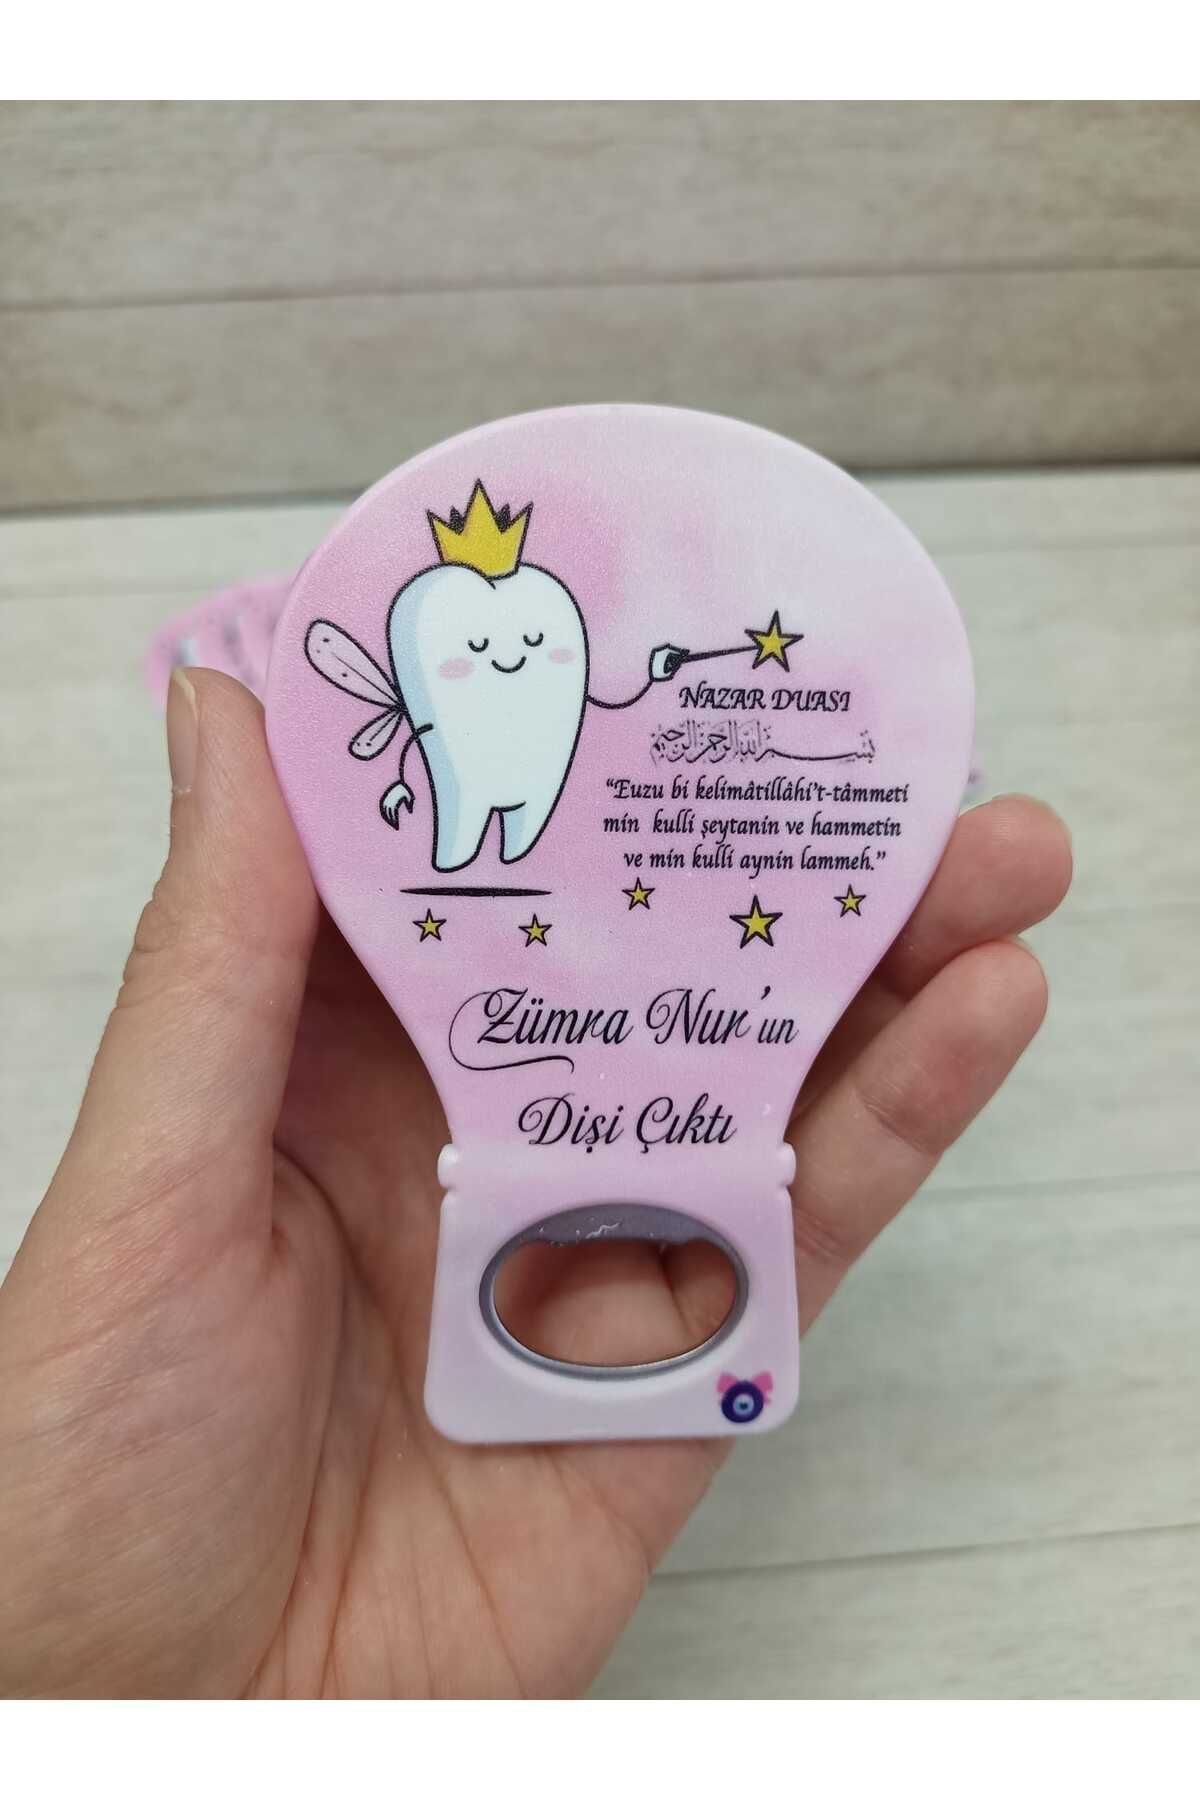 NAZAR DUASI
بسم الله الرحمن الرحيم
“Euzu bi kelimâtillâhi't-tâmmeti
min kulli şeytanin ve hammetin
ve min kulli aynin lammeh.”
Zümra Nur'un
Dişi Çıktı